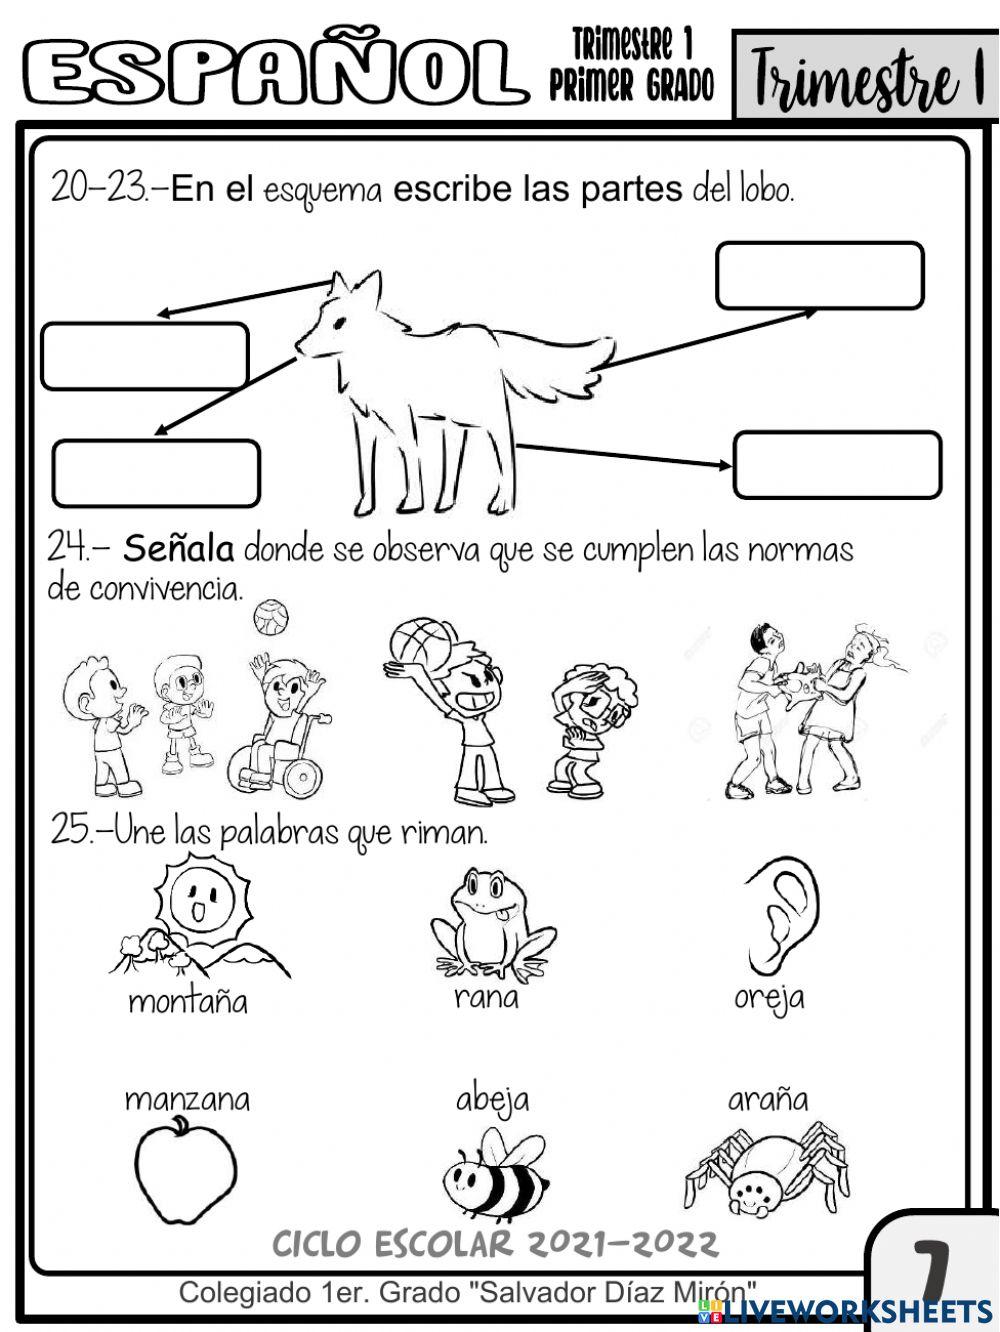 ESPAÑOL
TRIMESTRE 1
PRIMER GRADO
Trimestre 1
20-23.-En el esquema escribe las partes del lobo.
24.- Señala donde se observa que se cumplen las normas
de convivencia.
25.-Une las palabras que riman.
montaña rana oreja
manzana abeja araña
CICLO ESCOLAR 2021-2022
Colegiado 1er. Grado "Salvador Díaz Mirón"
7
LIVE LIVEWORKSHEETS